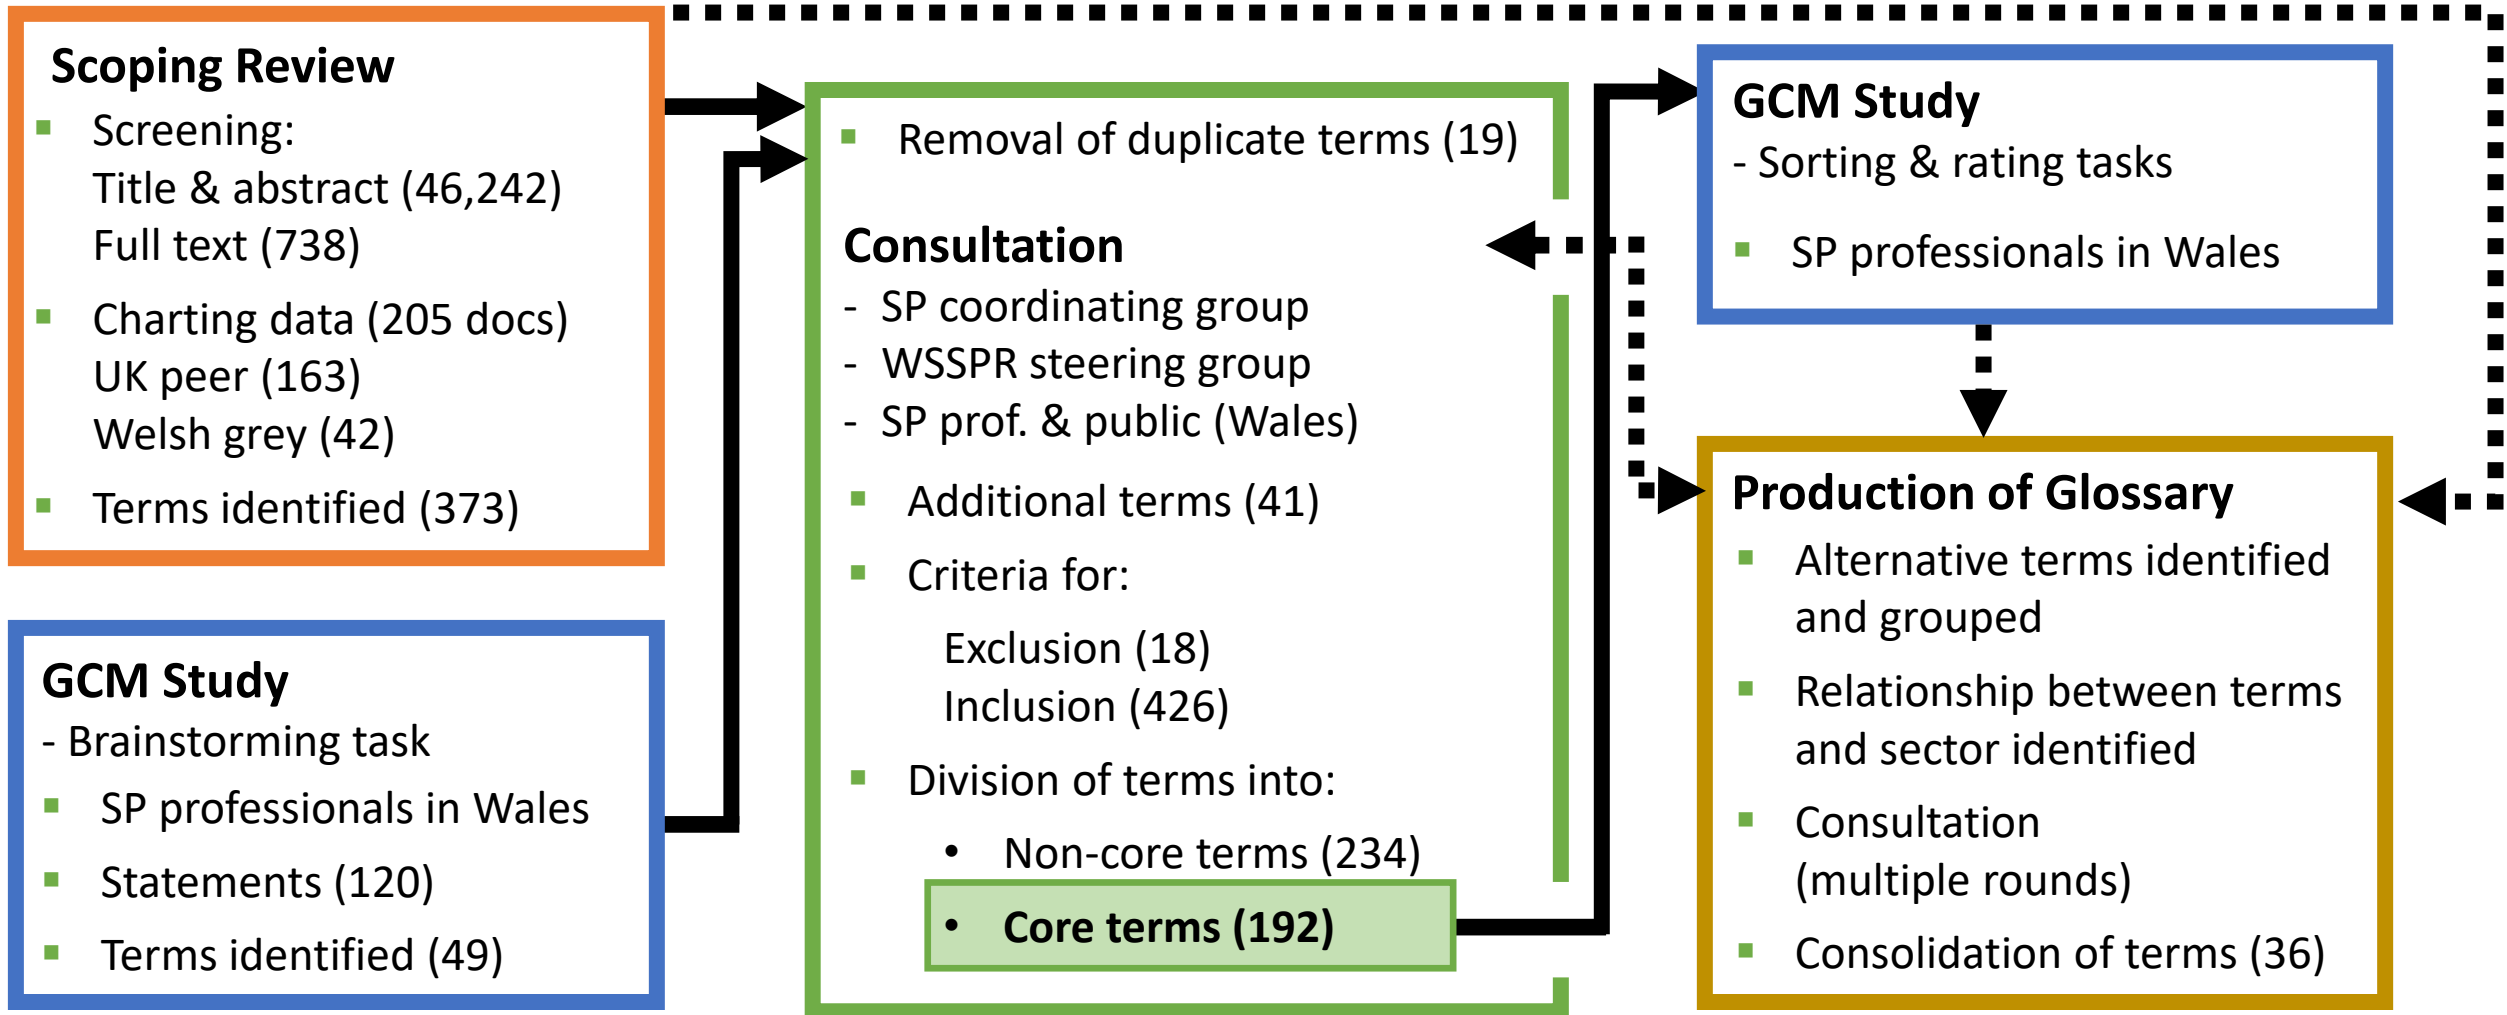 Scoping Review
▪ Screening:
Title & abstract (46,242)
Full text (738)
▪ Charting data (205 docs)
UK peer (163)
Welsh grey (42)
▪ Terms identified (373)
GCM Study
- Brainstorming task
▪ SP professionals in Wales
▪ Statements (120)
▪ Terms identified (49)
▪ Removal of duplicate terms (19)
Consultation
- SP coordinating group
- WSSPR steering group
- SP prof. & public (Wales)
▪ Additional terms (41)
▪ Criteria for:
Exclusion (18)
Inclusion (426)
▪ Division of terms into:
• Non-core terms (234)
• Core terms (192)
GCM Study
- Sorting & rating tasks
▪ SP professionals in Wales
Production of Glossary
▪ Alternative terms identified
and grouped
▪ Relationship between terms
and sector identified
▪ Consultation
(multiple rounds)
▪ Consolidation of terms (36)